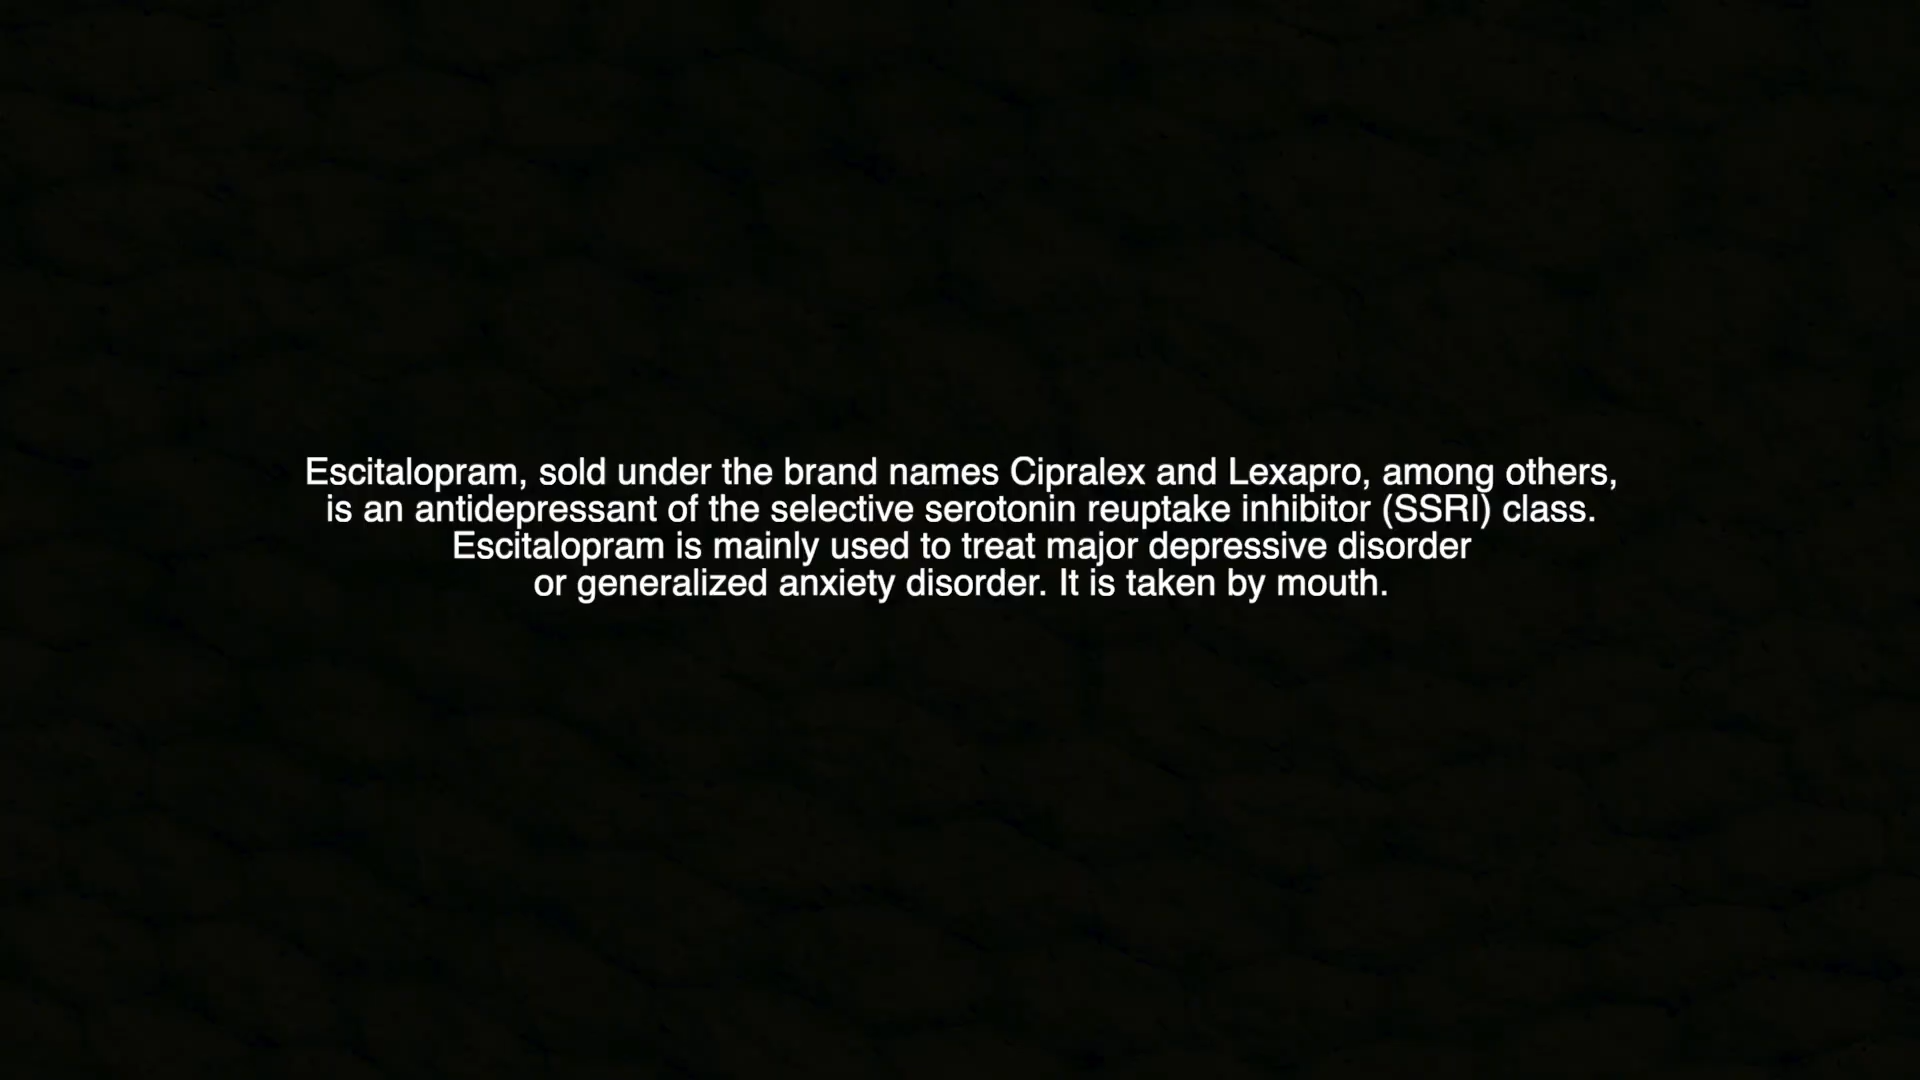 Escitalopram, sold under the brand names Cipralex and Lexapro, among others,
is an antidepressant of the selective serotonin reuptake inhibitor (SSRI) class.
Escitalopram is mainly used to treat major depressive disorder
or generalized anxiety disorder. It is taken by mouth.